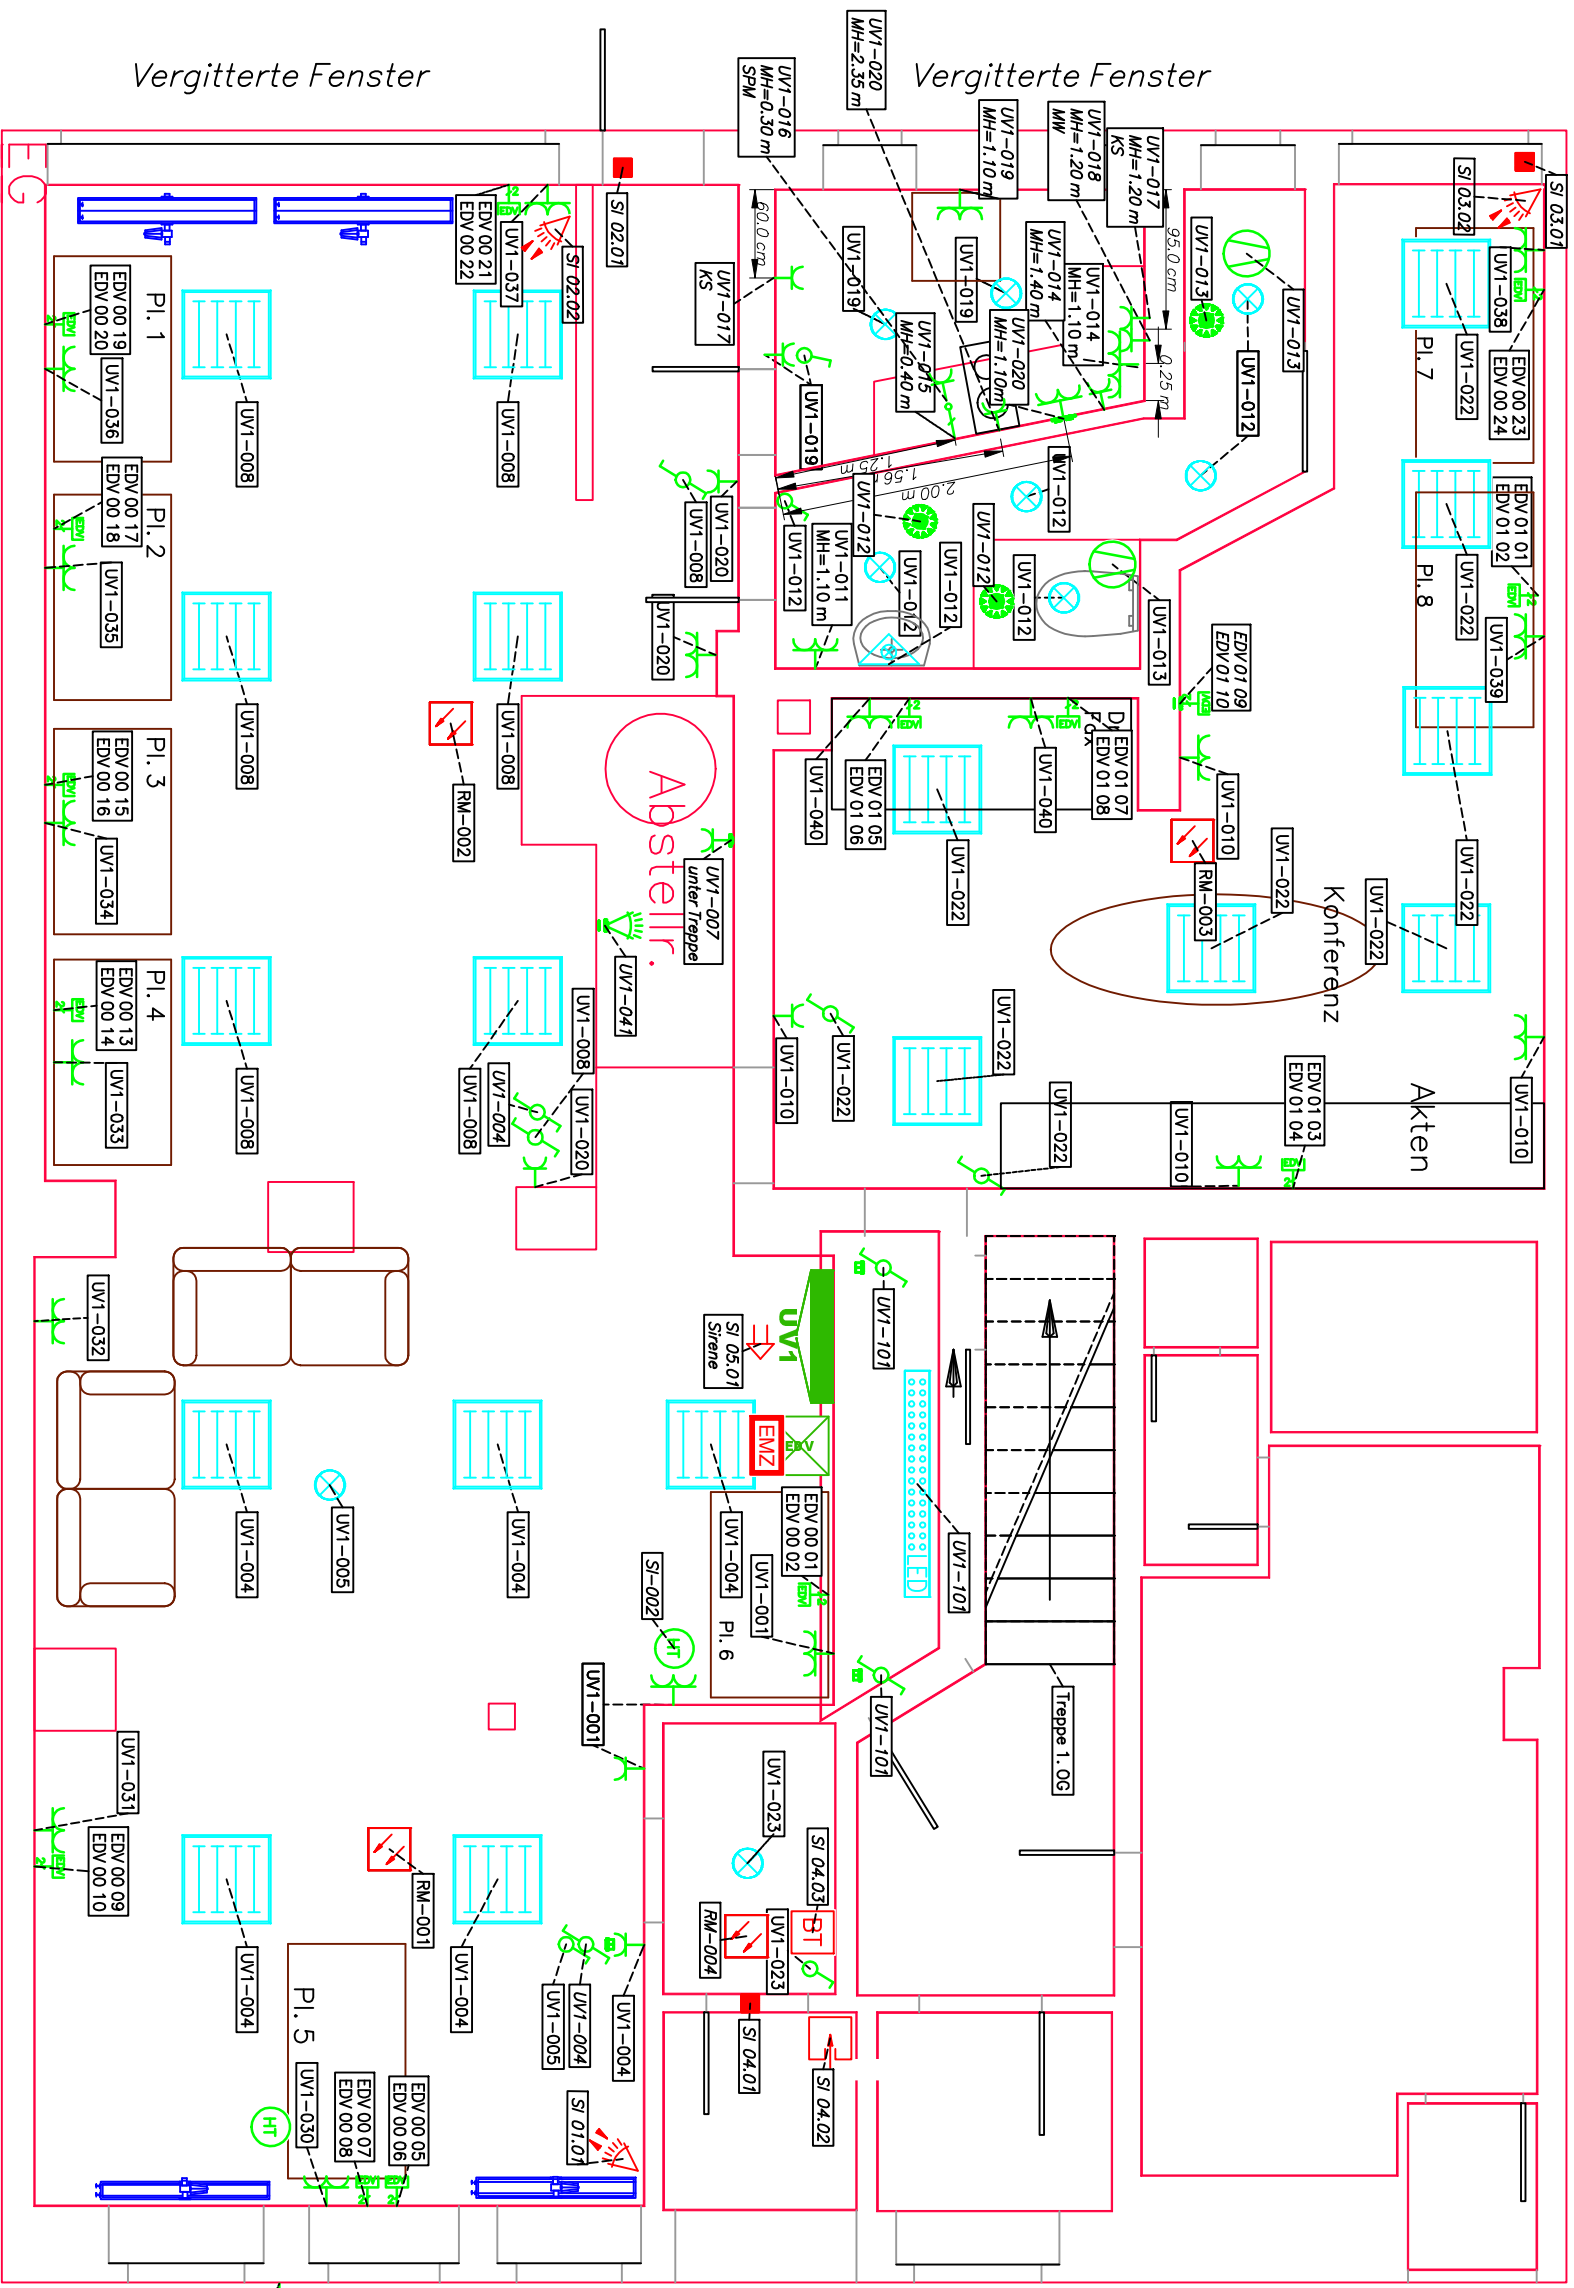 Vergitterte Fenster
Vergitterte Fenster
EG
UV1-020
MH=2.35 m
UV1-016
MH=0.30 m
SPM
UV1-019
MH=1.10 m
UV1-018
MH=1.20 m
MW
UV1-017
MH=1.20 m
KS
SI 03.01
SI 03.02
SI 02.01
SI 02.02
EDV 00 21
EDV 00 22
UV1-037
EDV
60.0 cm
95.0 cm
0.25 m
UV1-017
KS
UV1-019
UV1-019
UV1-014
MH=1.40 m
UV1-014
MH=1.10 m
UV1-013
UV1-013
UV1-038
UV1-022
EDV 00 23
EDV 00 24
Pl. 7
EDV 00 19
EDV 00 20
Pl. 1
UV1-036
UV1-008
UV1-008
UV1-019
UV1-015
MH=0.40 m
UV1-020
MH=1.10m
UV1-012
1.25 m
1.56 m
2.00 m
EDV 00 17
EDV 00 18
Pl. 2
UV1-035
UV1-008
UV1-020
UV1-012
UV1-012
UV1-012
EDV 01 01
EDV 01 02
Pl. 8
UV1-022
UV1-039
UV1-011
MH=1.10 m
UV1-012
UV1-012
UV1-012
UV1-012
UV1-013
UV1-020
EDV 01 09
EDV 01 10
UV1-008
UV1-008
RM-002
EDV 00 15
EDV 00 16
Pl. 3
UV1-034
Abstellr.
UV1-007
unter Treppe
UV1-040
EDV 01 05
EDV 01 06
UV1-040
EDV 01 07
EDV 01 08
UV1-010
RM-003
UV1-022
UV1-022
UV1-022
UV1-022
Konferenz
EDV 00 13
EDV 00 14
Pl. 4
UV1-033
UV1-008
UV1-008
UV1-004
UV1-008
UV1-020
UV1-041
UV1-010
UV1-022
UV1-022
UV1-022
UV1-010
EDV 01 03
EDV 01 04
Akten
UV1-010
UV1-032
SI 05.01
Sirene
UV1
UV1-101
EMZ
EDV
LED
UV1-101
UV1-004
UV1-005
UV1-004
UV1-004
EDV 00 01
EDV 00 02
UV1-001
Pl. 6
SI-002
HT
UV1-001
UV1-101
Treppe 1. OG
UV1-031
EDV 00 09
EDV 00 10
RM-001
UV1-023
SI 04.03
BT
RM-004
UV1-023
UV1-004
UV1-004
UV1-005
UV1-004
UV1-004
SI 04.01
SI 04.02
Pl. 5
UV1-030
EDV 00 07
EDV 00 08
EDV 00 05
EDV 00 06
HT
SI 01.01